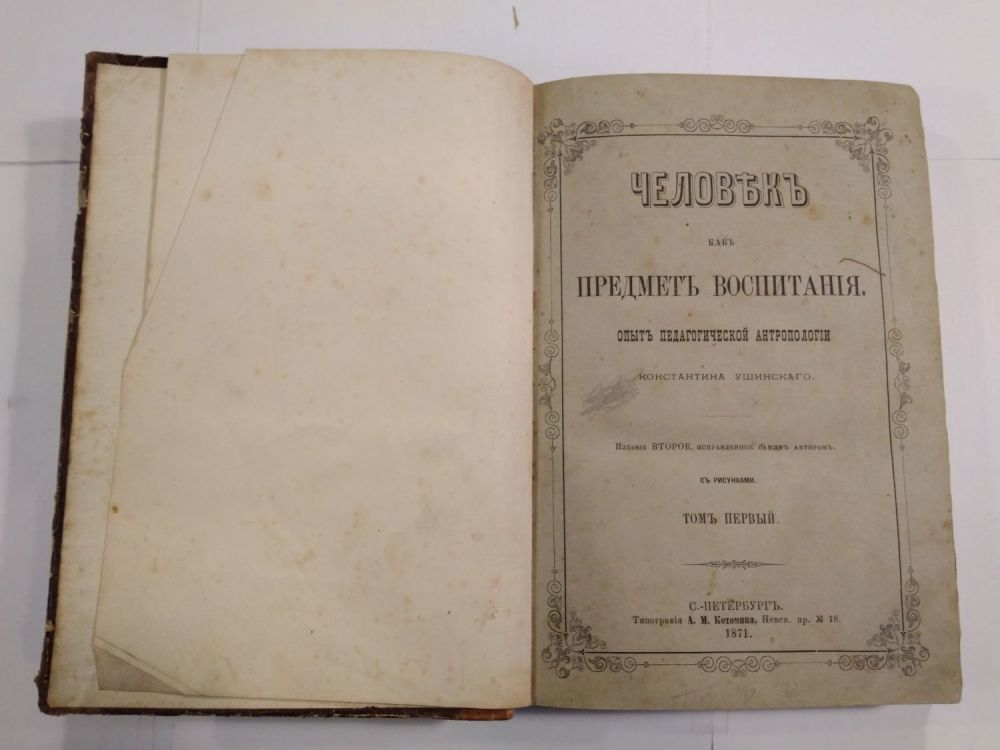 ЧЕЛОВѢКЪ
КАКЪ
ПРЕДМЕТЪ ВОСПИТАНІЯ.
ОПЫТЪ ПЕДАГОГИЧЕСКОЙ АНТРОПОЛОГІИ
КОНСТАНТИНА УШИНСКАГО.
Изданіе ВТОРОЕ, исправленное самимъ авторомъ.
СЪ РИСУНКАМИ.
ТОМЪ ПЕРВЫЙ.
С.-ПЕТЕРБУРГЪ.
Типографія А. М. Котомина, Невск. пр. № 18.
1871.